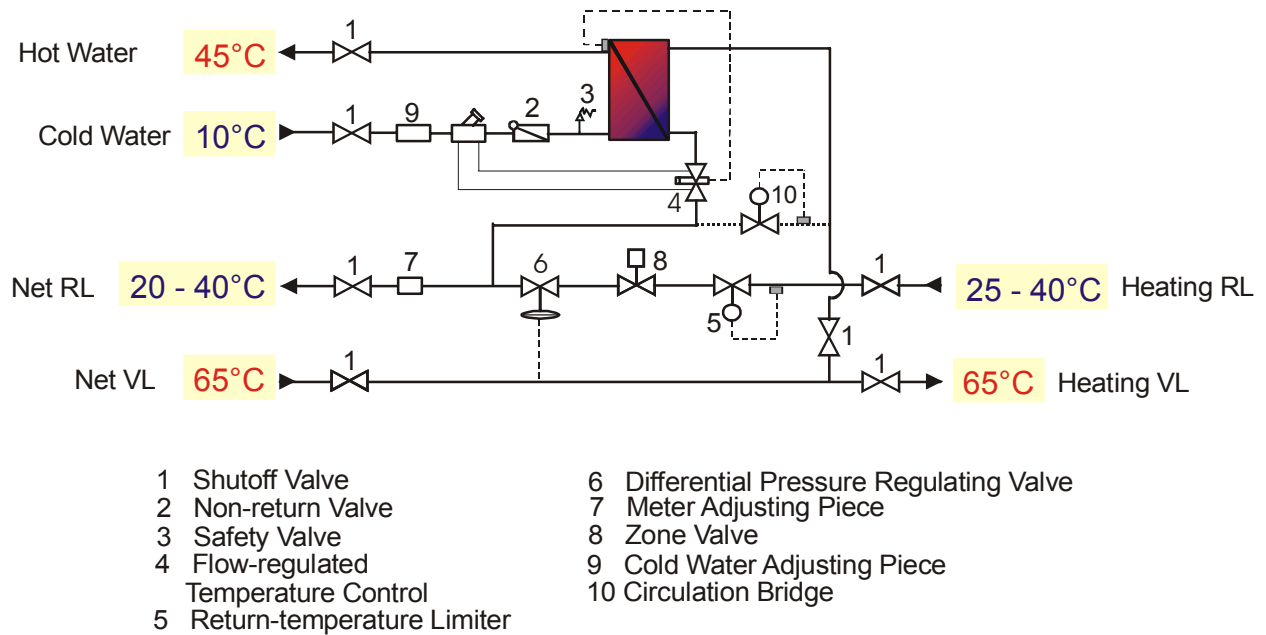 1
Hot Water 45°C
3
1 9 2
Cold Water 10°C
10
4
1 7 6 8 1
Net RL 20 - 40°C 25 - 40°C Heating RL
5
1
1 1
Net VL 65°C 65°C Heating VL
1 Shutoff Valve
2 Non-return Valve
3 Safety Valve
4 Flow-regulated
Temperature Control
5 Return-temperature Limiter
6 Differential Pressure Regulating Valve
7 Meter Adjusting Piece
8 Zone Valve
9 Cold Water Adjusting Piece
10 Circulation Bridge